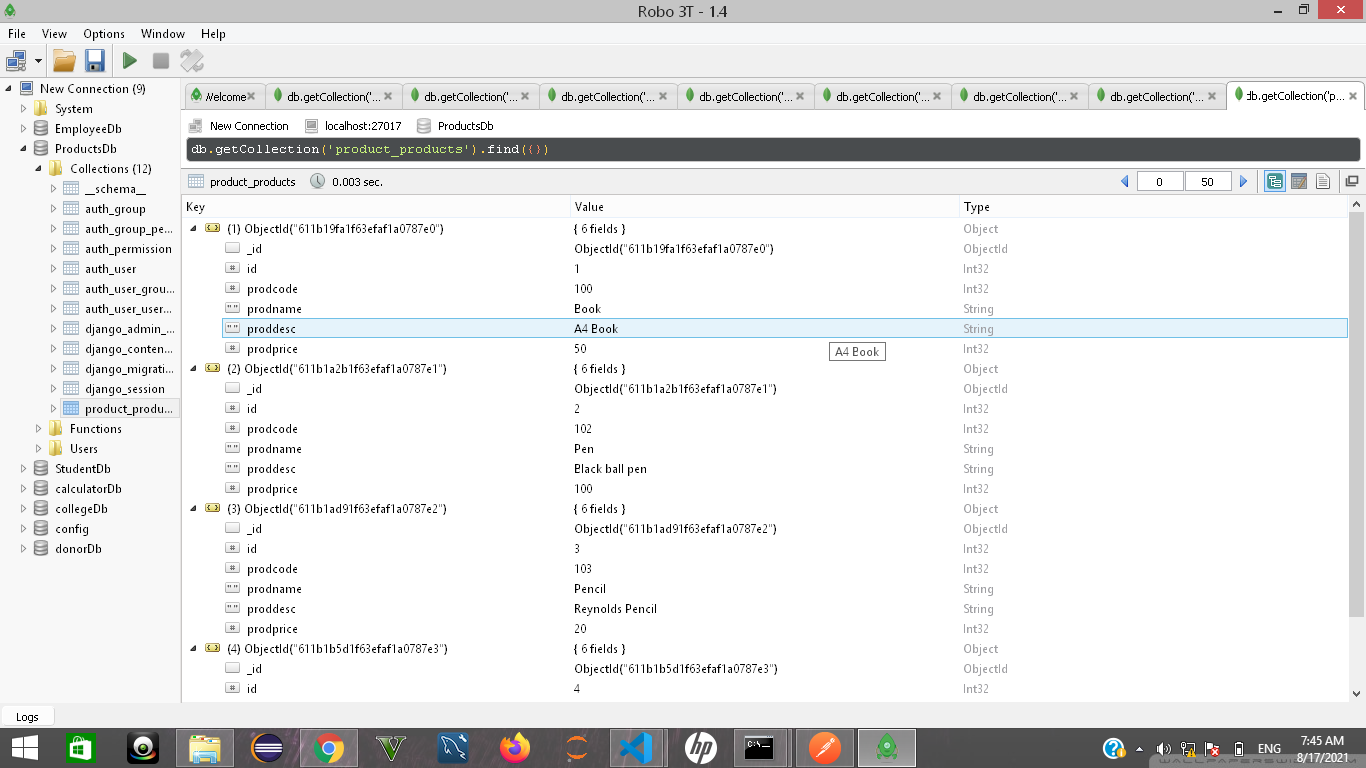 Robo 3T - 1.4
File View Options Window Help
New Connection (9)
System
EmployeeDb
ProductsDb
Collections (12)
__schema__
auth_group
auth_group_pe...
auth_permission
auth_user
auth_user_grou...
auth_user_user...
django_admin_...
django_conten...
django_migrati...
django_session
product_produ...
Functions
Users
StudentDb
calculatorDb
collegeDb
config
donorDb
Welcome db.getCollection('... db.getCollection('... db.getCollection('... db.getCollection('... db.getCollection('... db.getCollection('... db.getCollection('... db.getCollection('p...
New Connection localhost:27017 ProductsDb
db.getCollection('product_products').find({})
product_products 0.003 sec. 0 50
Key Value Type
(1) ObjectId("611b19fa1f63efaf1a0787e0") { 6 fields } Object
_id ObjectId("611b19fa1f63efaf1a0787e0") ObjectId
id 1 Int32
prodcode 100 Int32
prodname Book String
proddesc A4 Book String
prodprice 50 Int32
A4 Book
(2) ObjectId("611b1a2b1f63efaf1a0787e1") { 6 fields } Object
_id ObjectId("611b1a2b1f63efaf1a0787e1") ObjectId
id 2 Int32
prodcode 102 Int32
prodname Pen String
proddesc Black ball pen String
prodprice 100 Int32
(3) ObjectId("611b1ad91f63efaf1a0787e2") { 6 fields } Object
_id ObjectId("611b1ad91f63efaf1a0787e2") ObjectId
id 3 Int32
prodcode 103 Int32
prodname Pencil String
proddesc Reynolds Pencil String
prodprice 20 Int32
(4) ObjectId("611b1b5d1f63efaf1a0787e3") { 6 fields } Object
_id ObjectId("611b1b5d1f63efaf1a0787e3") ObjectId
id 4 Int32
Logs
hp
ENG
7:45 AM
8/17/2021